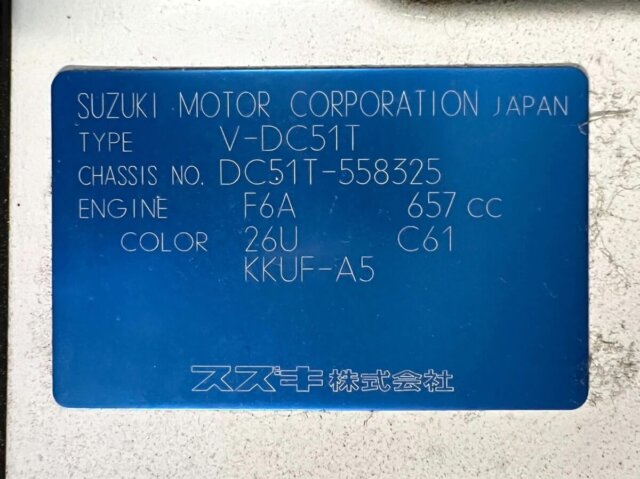 SUZUKI MOTOR CORPORATION JAPAN
TYPE V-DC51T
CHASSIS NO. DC51T-558325
ENGINE F6A 657 CC
COLOR 26U C61
KKUF-A5
スズキ株式会社